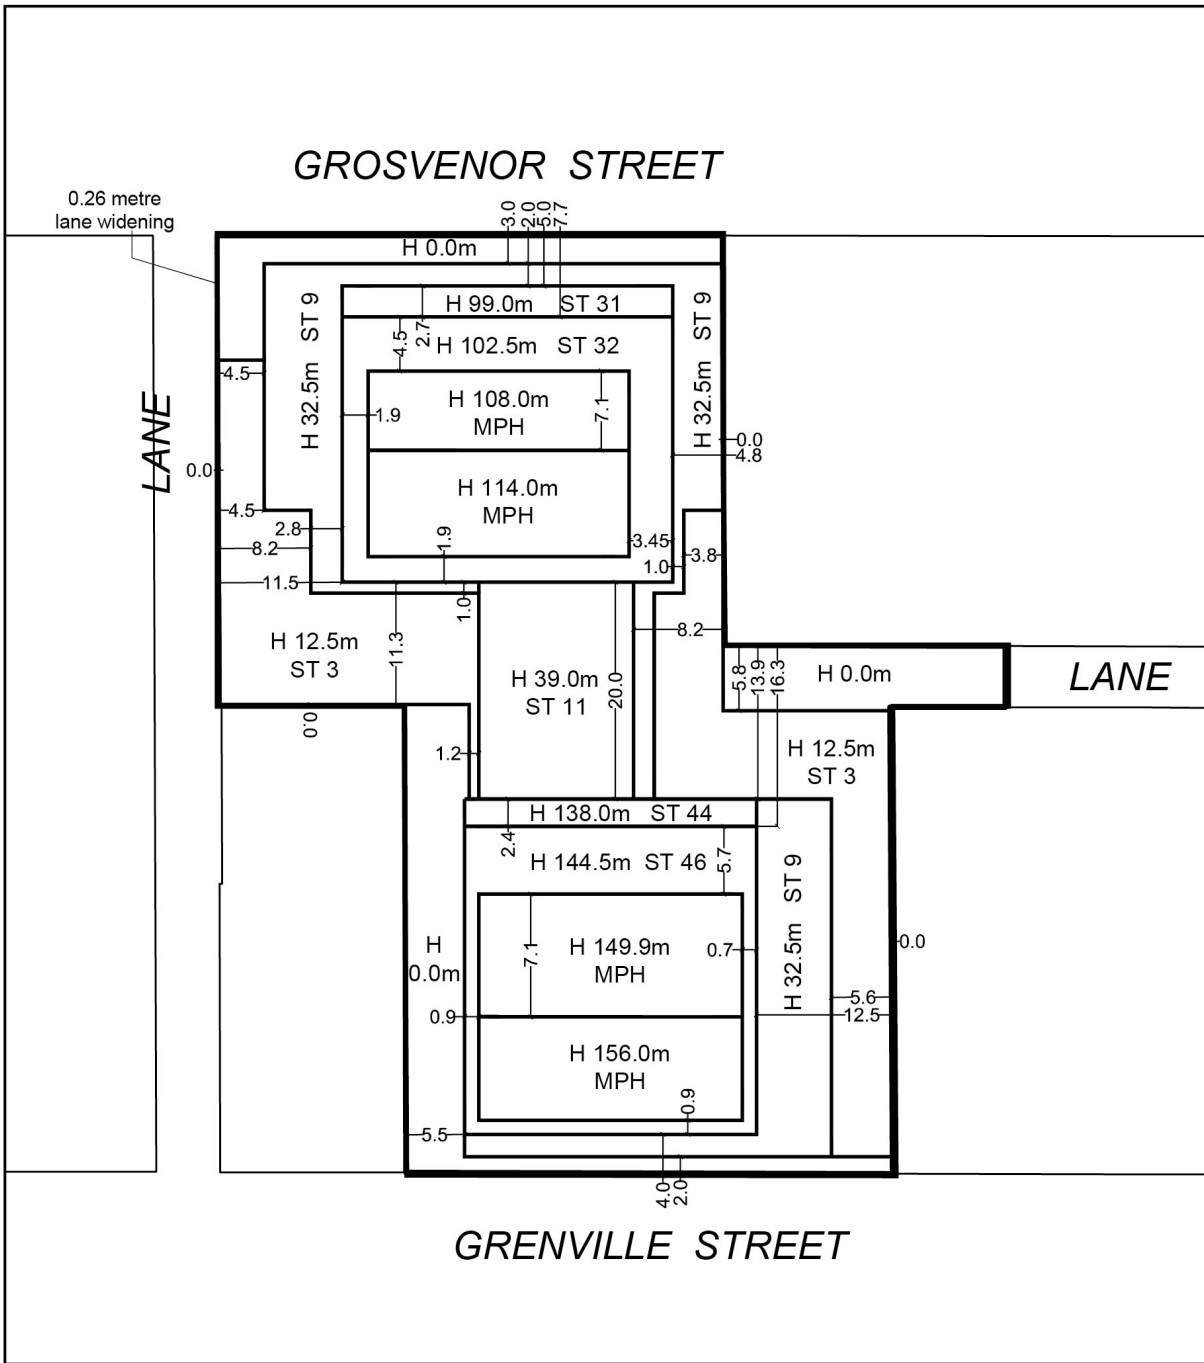 GROSVENOR STREET
0.26 metre
lane widening
3.0
2.0
5.0
7.7
H 0.0m
H 32.5m ST 9
H 99.0m ST 31
2.7
4.5
H 102.5m ST 32
H 32.5m ST 9
4.5
H 108.0m
MPH
7.1
1.9
0.0
4.8
LANE
0.0
H 114.0m
MPH
4.5
2.8
8.2
1.9
3.45
3.8
1.0
11.5
1.0
H 12.5m
ST 3
11.3
8.2
H 39.0m
ST 11
20.0
5.8
13.9
16.3
H 0.0m
LANE
0.0
1.2
H 12.5m
ST 3
H 138.0m ST 44
2.4
H 144.5m ST 46
5.7
H 32.5m ST 9
H
0.0m
7.1
H 149.9m
MPH
0.7
0.0
5.6
0.9
12.5
H 156.0m
MPH
0.9
5.5
4.0
2.0
GRENVILLE STREET